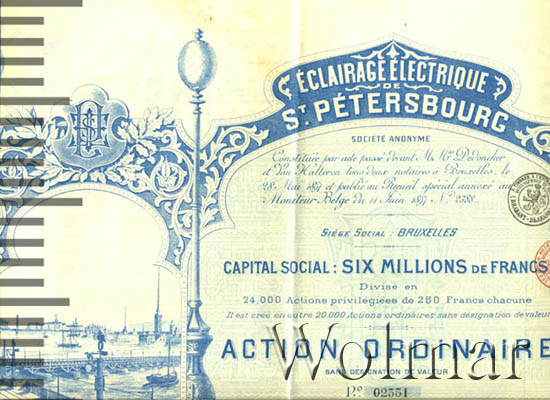 ÉCLAIRAGE ÉLECTRIQUE
DE
ST. PÉTERSBOURG
SOCIÉTÉ ANONYME
Constituée par acte passé devant Ms. Mtres De Doncker
et Van Halteren tous deux notaires à Bruxelles, le
28 Mai 1897 et publié au Recueil spécial annexé au
Moniteur Belge du 11 Juin 1897 No. 2388.
SIÈGE SOCIAL : BRUXELLES
CAPITAL SOCIAL : SIX MILLIONS DE FRANCS
Divisé en
24,000 Actions privilégiées de 250 Francs chacune
Il est créé en outre 20000 Actions ordinaires sans désignation de valeur
ACTION ORDINAIRE
SANS DÉSIGNATION DE VALEUR
No. 02551
Wolmar